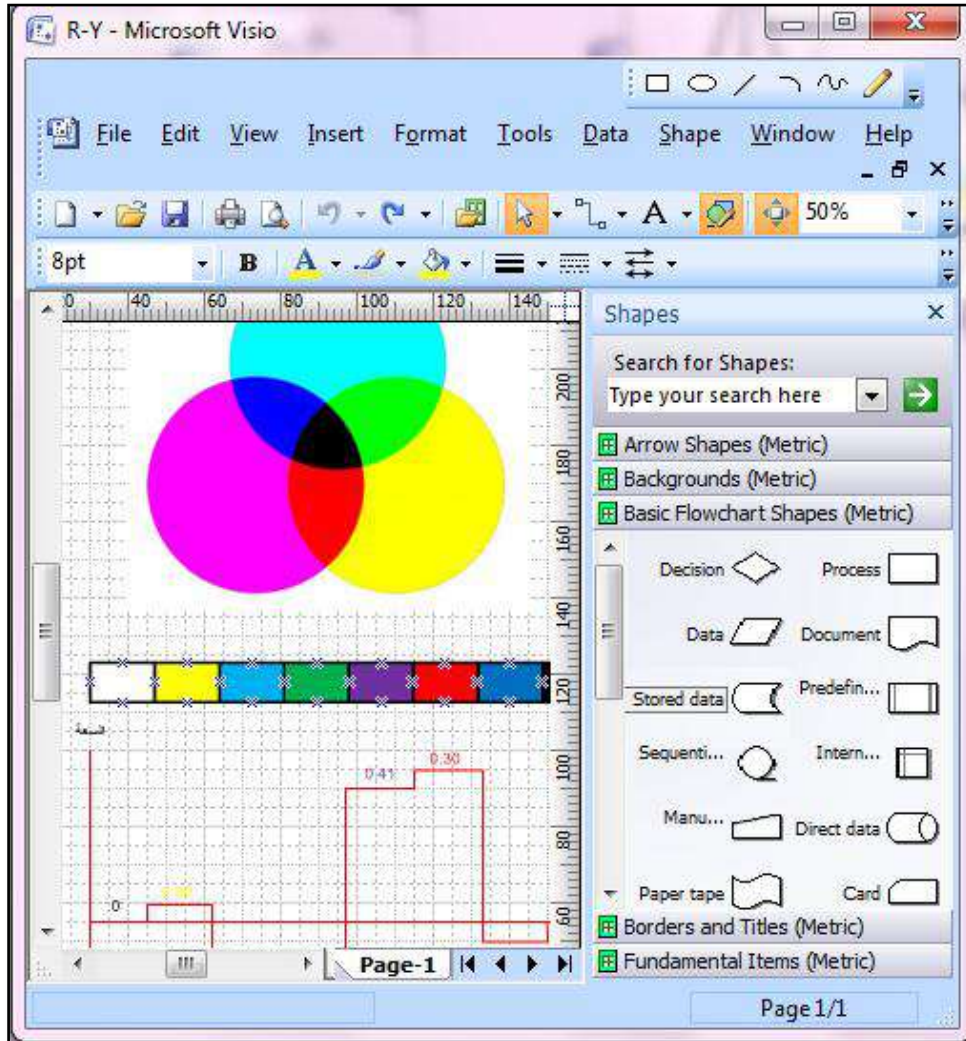 R-Y - Microsoft Visio
File Edit View Insert Format Tools Data Shape Window Help
A 50%
8pt B A
0 40 60 80 100 120 140
200
180
160
140
120
100
80
60
0.41
0.30
0
Page-1
Shapes
Search for Shapes:
Type your search here
Arrow Shapes (Metric)
Backgrounds (Metric)
Basic Flowchart Shapes (Metric)
Decision Process
Data Document
Stored data Predefin...
Sequenti... Intern...
Manu... Direct data
Paper tape Card
Borders and Titles (Metric)
Fundamental Items (Metric)
Page 1/1